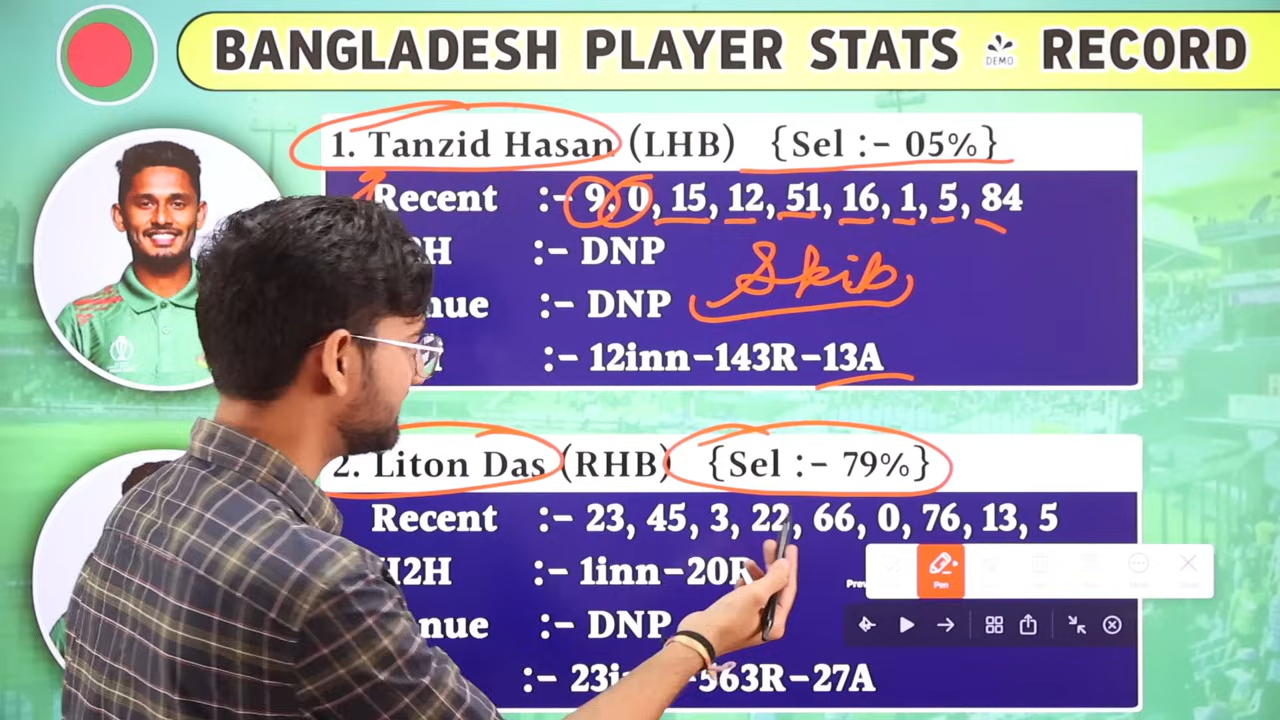 BANGLADESH PLAYER STATS DEMO RECORD
1. Tanzid Hasan (LHB) {Sel :- 05%}
Recent :- 9, 0, 15, 12, 51, 16, 1, 5, 84
H :- DNP
Skib
nue :- DNP
:- 12inn-143R-13A
2. Liton Das (RHB) {Sel :- 79%}
Recent :- 23, 45, 3, 22, 66, 0, 76, 13, 5
H2H :- 1inn-20R
Pen
nue :- DNP
:- 23in -563R-27A